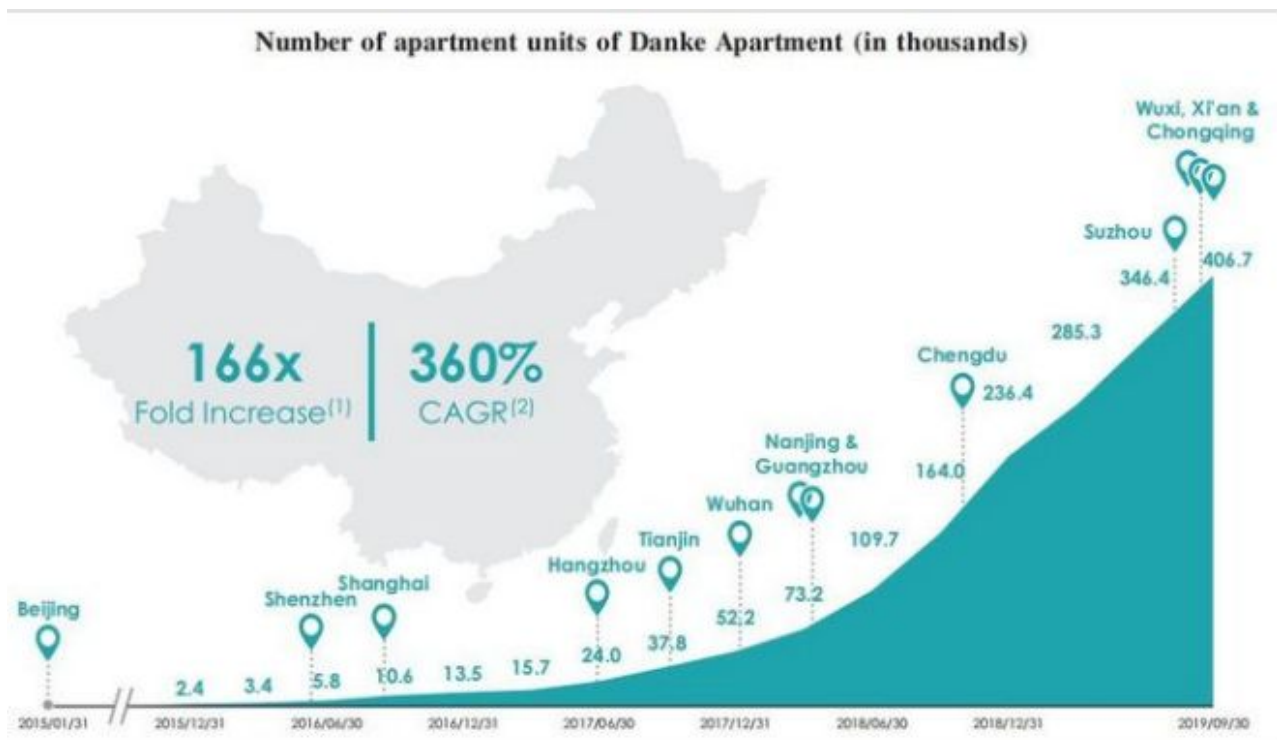 Number of apartment units of Danke Apartment (in thousands)
Wuxi, Xi'an &
Chongqing
Suzhou
346.4
406.7
285.3
166x
Fold Increase(1)
360%
CAGR(2)
Chengdu
236.4
Nanjing &
Guangzhou
164.0
Wuhan
109.7
Tianjin
Hangzhou
73.2
Shanghai
Shenzhen
Beijing
52.2
37.8
24.0
15.7
13.5
10.6
5.8
3.4
2.4
2015/01/31
2015/12/31
2016/06/30
2016/12/31
2017/06/30
2017/12/31
2018/06/30
2018/12/31
2019/09/30